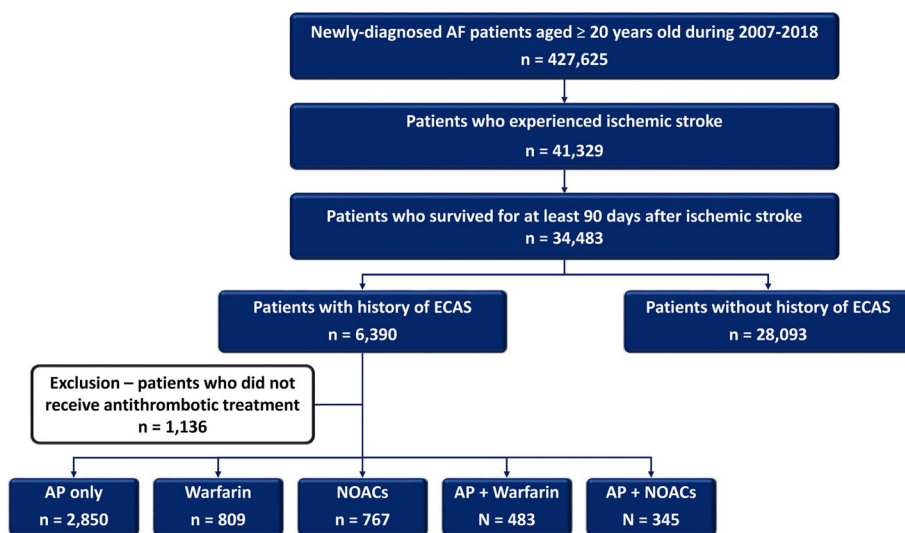 Newly-diagnosed AF patients aged ≥ 20 years old during 2007-2018
n = 427,625
Patients who experienced ischemic stroke
n = 41,329
Patients who survived for at least 90 days after ischemic stroke
n = 34,483
Patients with history of ECAS
n = 6,390
Patients without history of ECAS
n = 28,093
Exclusion – patients who did not
receive antithrombotic treatment
n = 1,136
AP only
n = 2,850
Warfarin
n = 809
NOACs
n = 767
AP + Warfarin
N = 483
AP + NOACs
N = 345